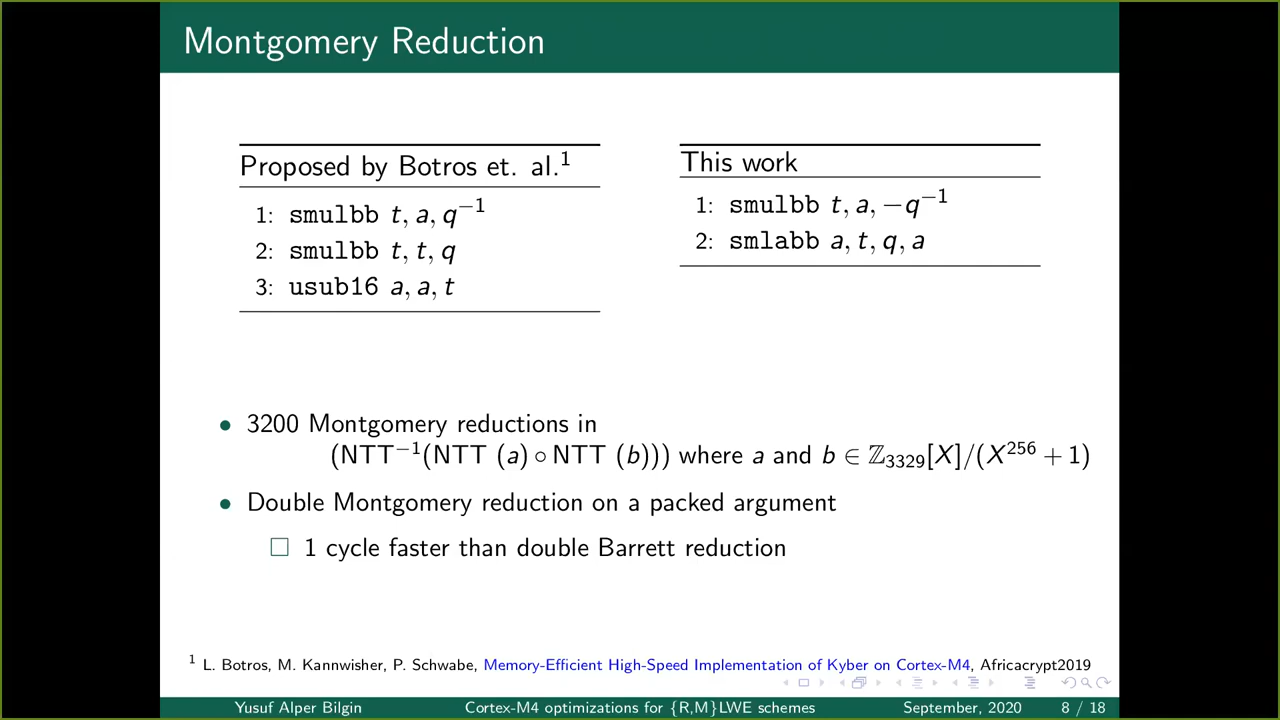 Montgomery Reduction
Proposed by Botros et. al.¹
1: smulbb t, a, q⁻¹
2: smulbb t, t, q
3: usub16 a, a, t
This work
1: smulbb t, a, −q⁻¹
2: smlabb a, t, q, a
• 3200 Montgomery reductions in
(NTT⁻¹(NTT (a) ∘ NTT (b))) where a and b ∈ ℤ₃₃₂₉[X]/(X²⁵⁶ + 1)
• Double Montgomery reduction on a packed argument
□ 1 cycle faster than double Barrett reduction
¹ L. Botros, M. Kannwisher, P. Schwabe, Memory-Efficient High-Speed Implementation of Kyber on Cortex-M4, Africacrypt2019
Yusuf Alper Bilgin Cortex-M4 optimizations for {R,M}LWE schemes September, 2020 8 / 18